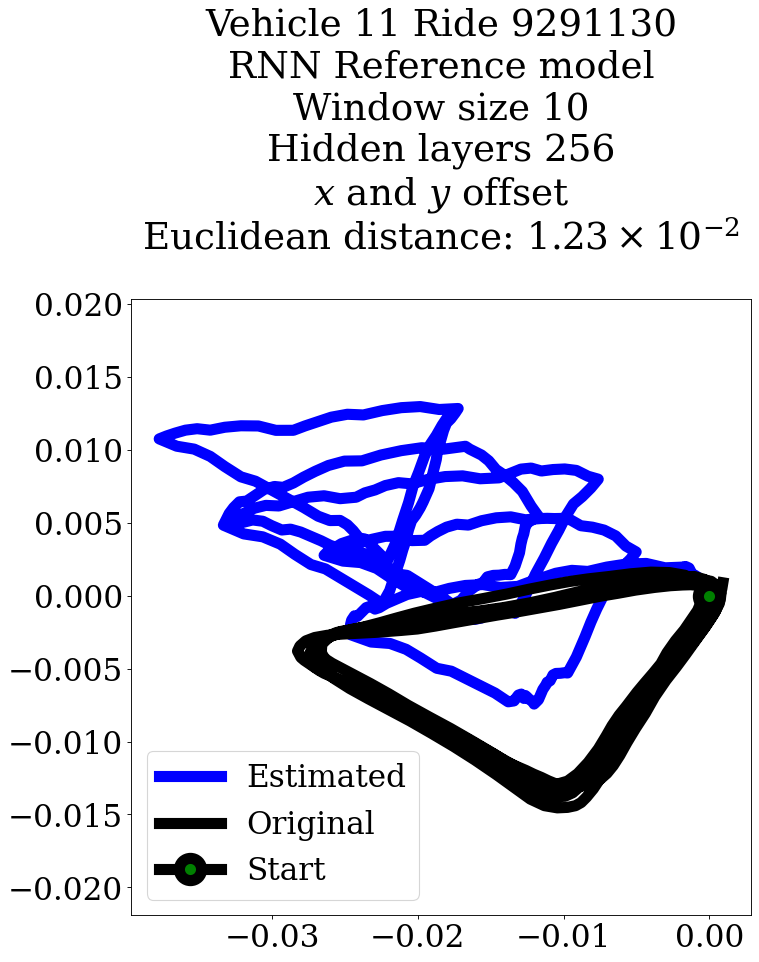 Vehicle 11 Ride 9291130
RNN Reference model
Window size 10
Hidden layers 256
x and y offset
Euclidean distance: 1.23 × 10⁻²
0.020
0.015
0.010
0.005
0.000
−0.005
−0.010
−0.015
−0.020
Estimated
Original
Start
−0.03 −0.02 −0.01 0.00